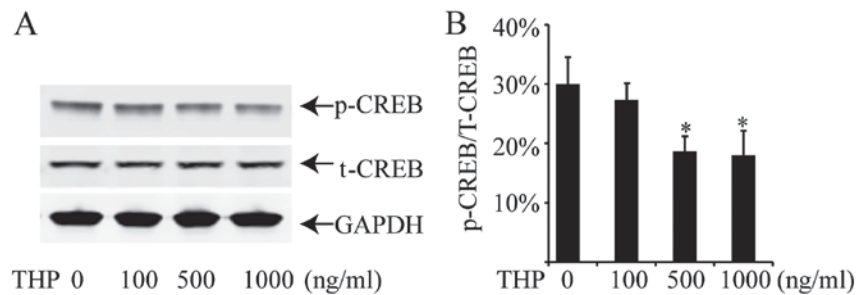 A
p-CREB
t-CREB
GAPDH
THP 0 100 500 1000 (ng/ml)
B
p-CREB/T-CREB
40%
30%
20%
10%
* *
THP 0 100 500 1000 (ng/ml)